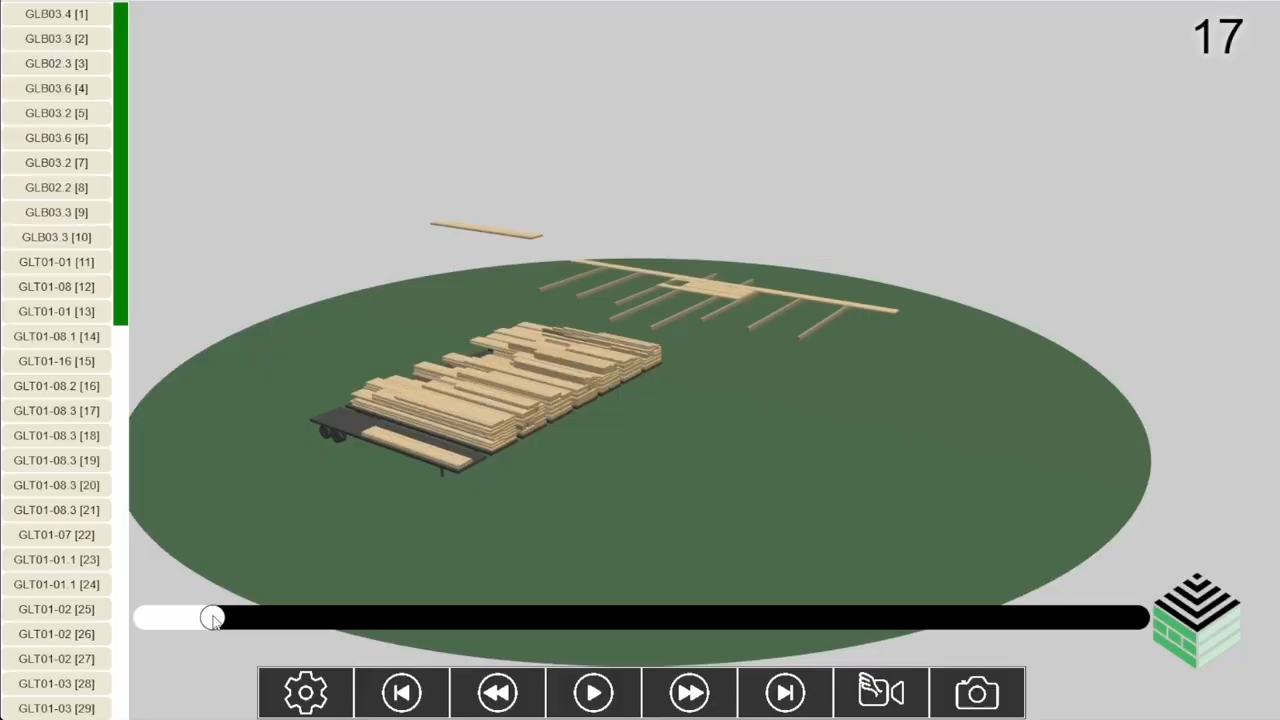 GLB03.4 [1]
GLB03.3 [2]
GLB02.3 [3]
GLB03.6 [4]
GLB03.2 [5]
GLB03.6 [6]
GLB03.2 [7]
GLB02.2 [8]
GLB03.3 [9]
GLB03.3 [10]
GLT01-01 [11]
GLT01-08 [12]
GLT01-01 [13]
GLT01-08.1 [14]
GLT01-16 [15]
GLT01-08.2 [16]
GLT01-08.3 [17]
GLT01-08.3 [18]
GLT01-08.3 [19]
GLT01-08.3 [20]
GLT01-08.3 [21]
GLT01-07 [22]
GLT01-01.1 [23]
GLT01-01.1 [24]
GLT01-02 [25]
GLT01-02 [26]
GLT01-02 [27]
GLT01-03 [28]
GLT01-03 [29]
17